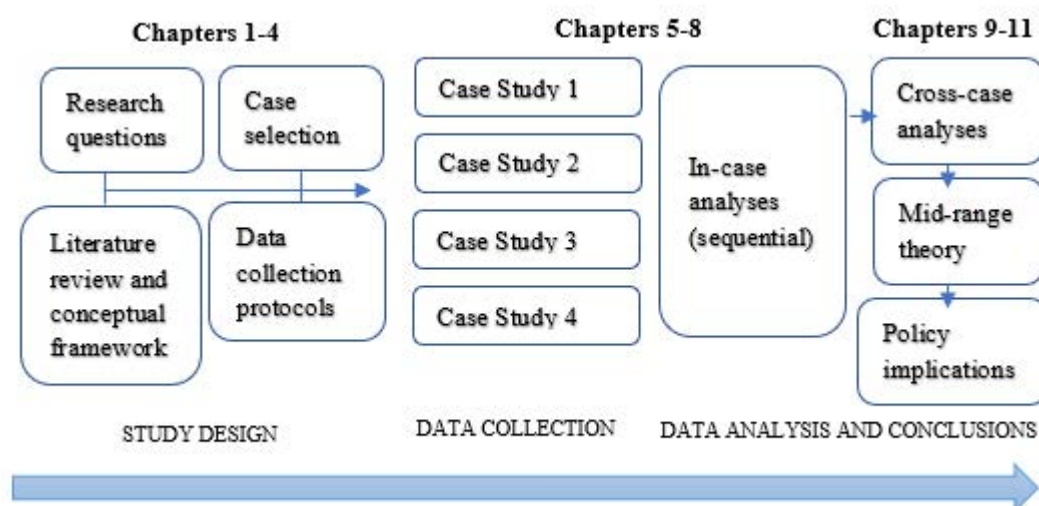 Chapters 1-4
Chapters 5-8
Chapters 9-11
Research
questions
Case
selection
Literature
review and
conceptual
framework
Data
collection
protocols
Case Study 1
Case Study 2
Case Study 3
Case Study 4
In-case
analyses
(sequential)
Cross-case
analyses
Mid-range
theory
Policy
implications
STUDY DESIGN
DATA COLLECTION
DATA ANALYSIS AND CONCLUSIONS